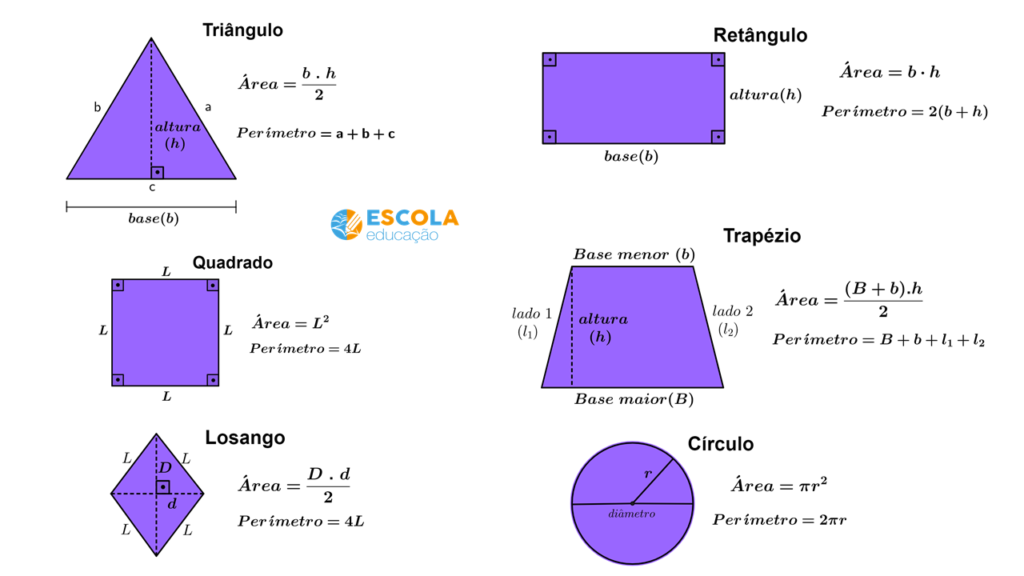 Triângulo
b
a
altura
(h)
c
base(b)
Área = b . h / 2
Perímetro = a + b + c
Retângulo
altura(h)
base(b)
Área = b · h
Perímetro = 2(b + h)
ESCOLA
educação
Quadrado
L
L
L
L
Área = L²
Perímetro = 4L
Trapézio
Base menor (b)
lado 1
(l₁)
altura
(h)
lado 2
(l₂)
Base maior(B)
Área = (B + b).h / 2
Perímetro = B + b + l₁ + l₂
Losango
L
L
D
d
L
L
Área = D . d / 2
Perímetro = 4L
Círculo
r
diâmetro
Área = πr²
Perímetro = 2πr